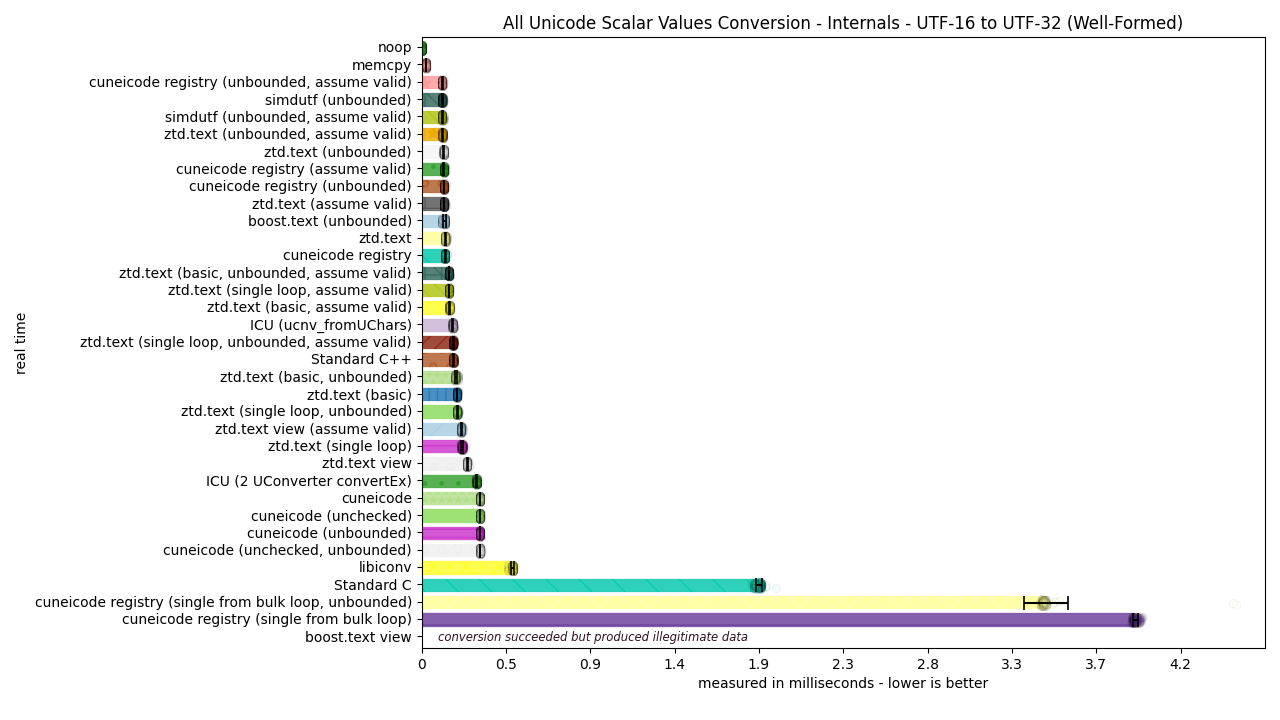 All Unicode Scalar Values Conversion - Internals - UTF-16 to UTF-32 (Well-Formed)
real time
noop
memcpy
cuneicode registry (unbounded, assume valid)
simdutf (unbounded)
simdutf (unbounded, assume valid)
ztd.text (unbounded, assume valid)
ztd.text (unbounded)
cuneicode registry (assume valid)
cuneicode registry (unbounded)
ztd.text (assume valid)
boost.text (unbounded)
ztd.text
cuneicode registry
ztd.text (basic, unbounded, assume valid)
ztd.text (single loop, assume valid)
ztd.text (basic, assume valid)
ICU (ucnv_fromUChars)
ztd.text (single loop, unbounded, assume valid)
Standard C++
ztd.text (basic, unbounded)
ztd.text (basic)
ztd.text (single loop, unbounded)
ztd.text view (assume valid)
ztd.text (single loop)
ztd.text view
ICU (2 UConverter convertEx)
cuneicode
cuneicode (unchecked)
cuneicode (unbounded)
cuneicode (unchecked, unbounded)
libiconv
Standard C
cuneicode registry (single from bulk loop, unbounded)
cuneicode registry (single from bulk loop)
boost.text view conversion succeeded but produced illegitimate data
0 0.5 0.9 1.4 1.9 2.3 2.8 3.3 3.7 4.2
measured in milliseconds - lower is better